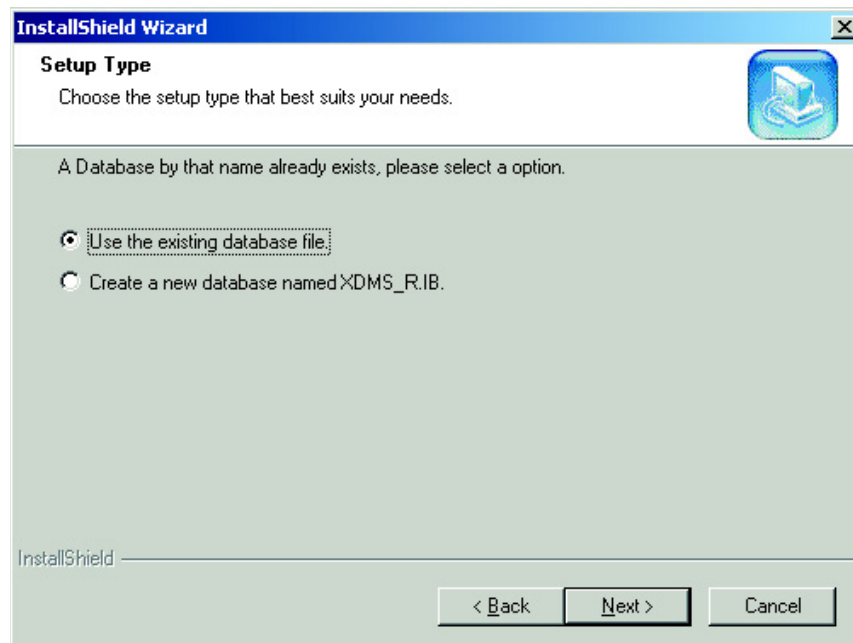 InstallShield Wizard
Setup Type
Choose the setup type that best suits your needs.
A Database by that name already exists, please select a option.
Use the existing database file.
Create a new database named XDMS_R.IB.
InstallShield
< Back
Next >
Cancel